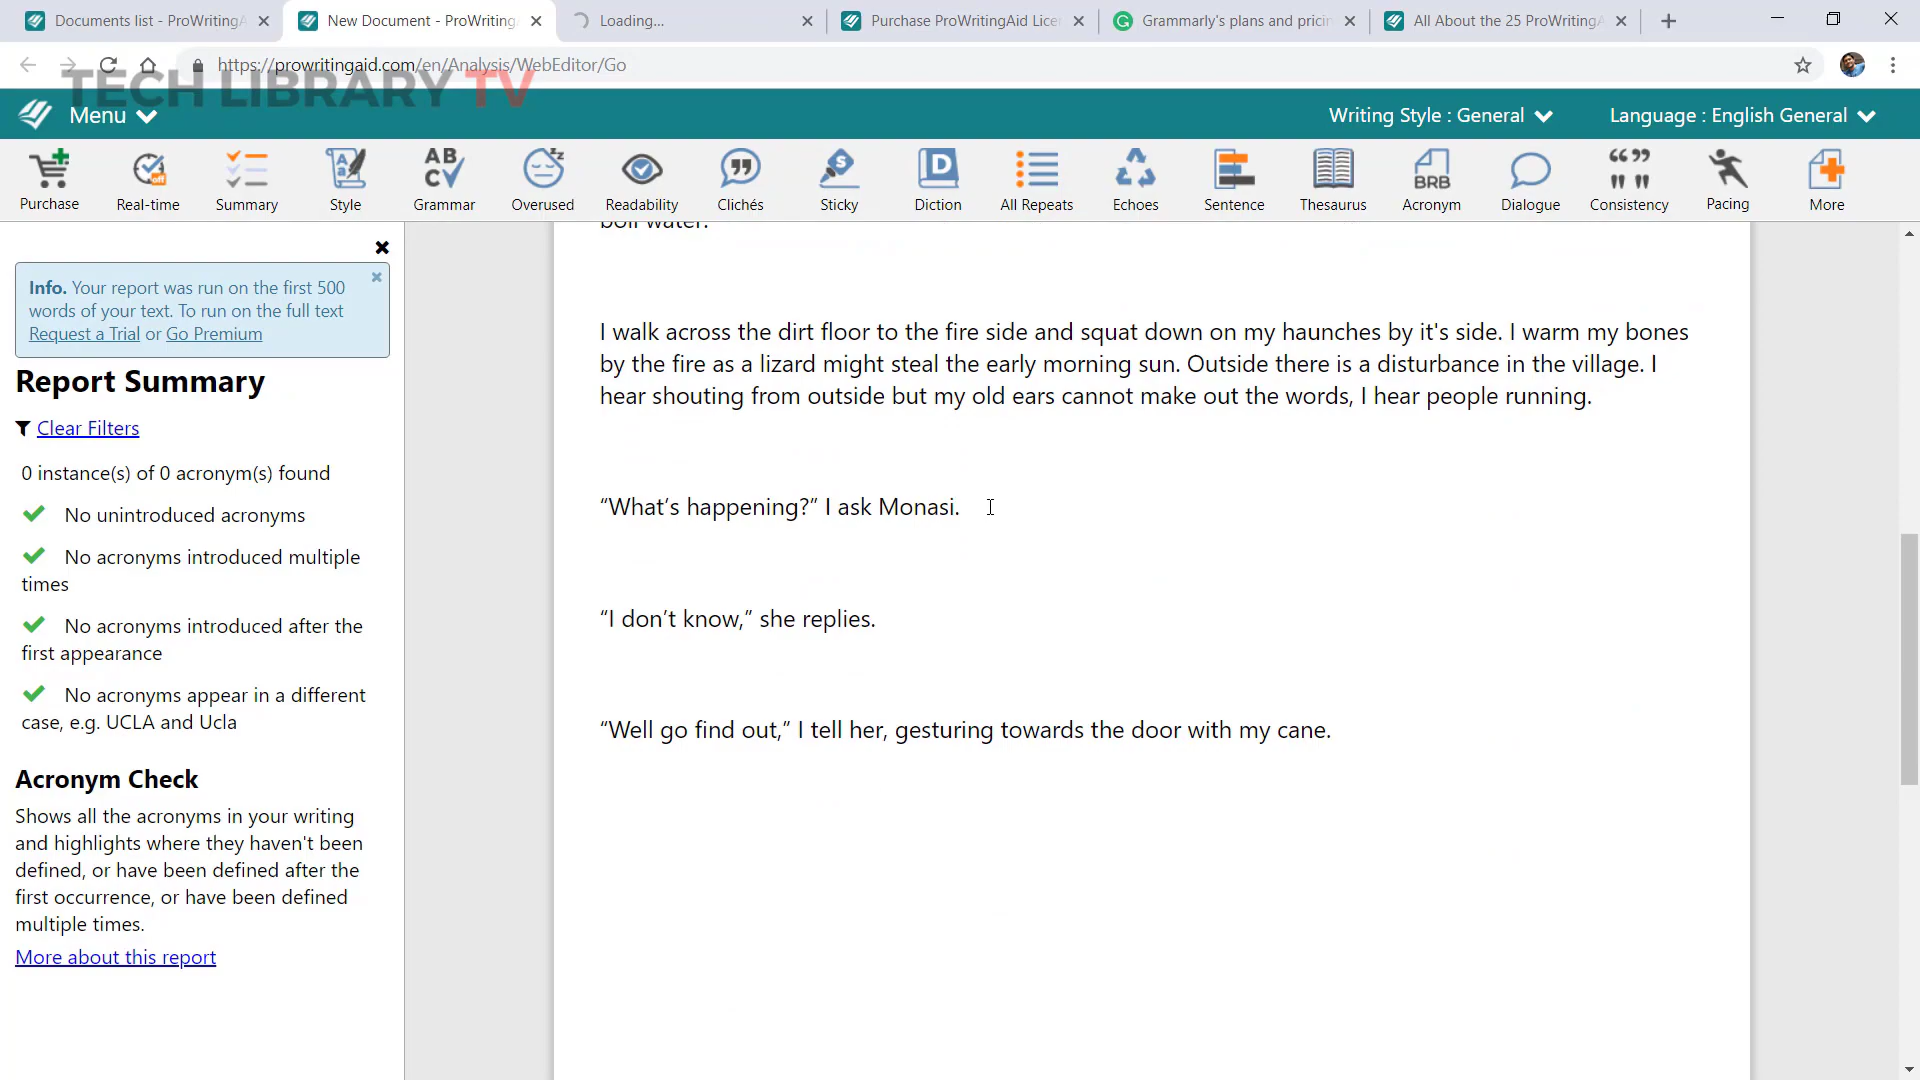 Documents list - ProWritingA
New Document - ProWriting
Loading...
Purchase ProWritingAid Lice
Grammarly's plans and pricin
All About the 25 ProWritingA
https://prowritingaid.com/en/Analysis/WebEditor/Go
TECH LIBRARY TV
Menu
Writing Style : General
Language : English General
Purchase
Real-time
Summary
Style
Grammar
Overused
Readability
Clichés
Sticky
Diction
All Repeats
Echoes
Sentence
Thesaurus
Acronym
Dialogue
Consistency
Pacing
More
Info. Your report was run on the first 500
words of your text. To run on the full text
Request a Trial or Go Premium
Report Summary
Clear Filters
0 instance(s) of 0 acronym(s) found
No unintroduced acronyms
No acronyms introduced multiple
times
No acronyms introduced after the
first appearance
No acronyms appear in a different
case, e.g. UCLA and Ucla
Acronym Check
Shows all the acronyms in your writing
and highlights where they haven't been
defined, or have been defined after the
first occurrence, or have been defined
multiple times.
More about this report
boil water.
I walk across the dirt floor to the fire side and squat down on my haunches by it's side. I warm my bones
by the fire as a lizard might steal the early morning sun. Outside there is a disturbance in the village. I
hear shouting from outside but my old ears cannot make out the words, I hear people running.
“What’s happening?” I ask Monasi.
“I don’t know,” she replies.
“Well go find out,” I tell her, gesturing towards the door with my cane.